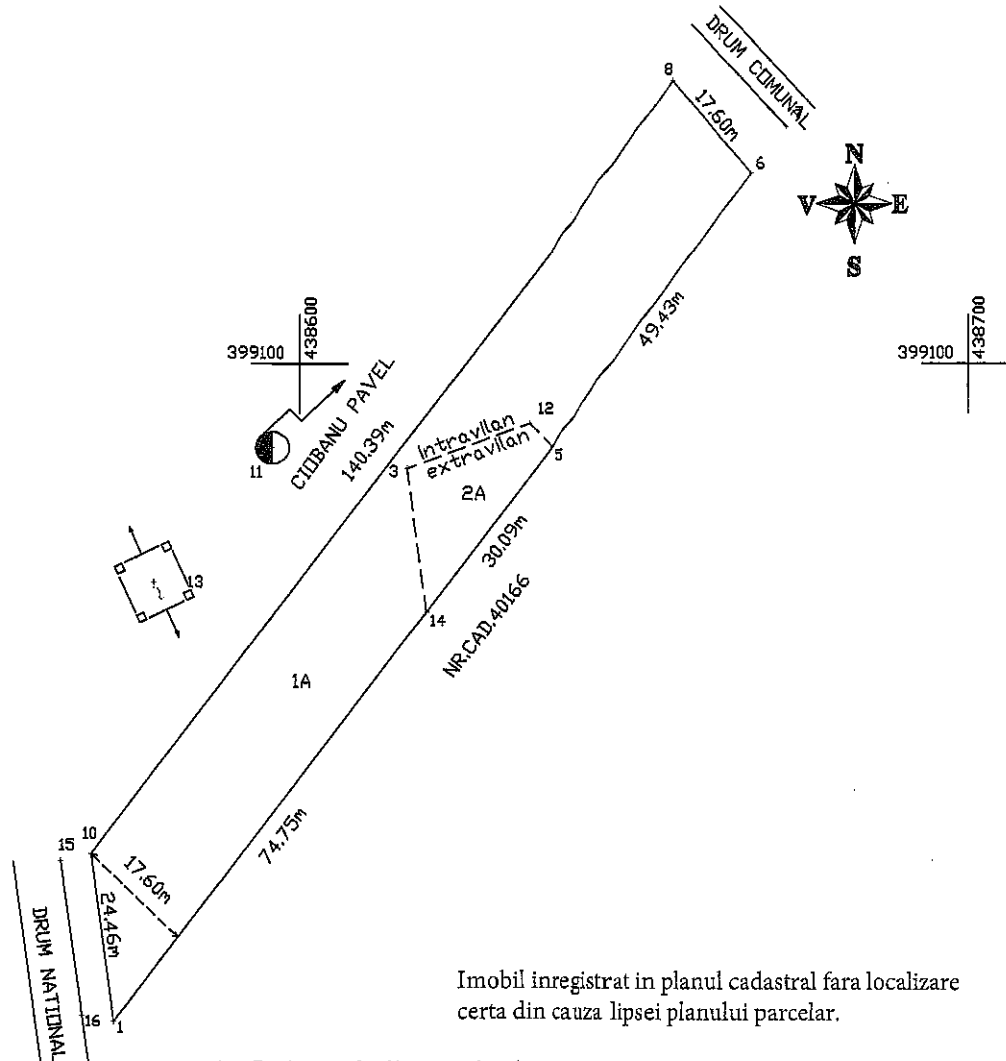 DRUM COMUNAL
8
17.60m
6
N
V E
S
438600
399100
438700
399100
49.43m
CIOBANU PAVEL
11
140.39m
12
intravilan
extravilan
3
5
2A
30.09m
13
14
NR.CAD.40166
1A
74.75m
10
15
17.60m
24.46m
DRUM NATIONAL
16
1
Imobil inregistrat in planul cadastral fara localizare
certa din cauza lipsei planului parcelar.